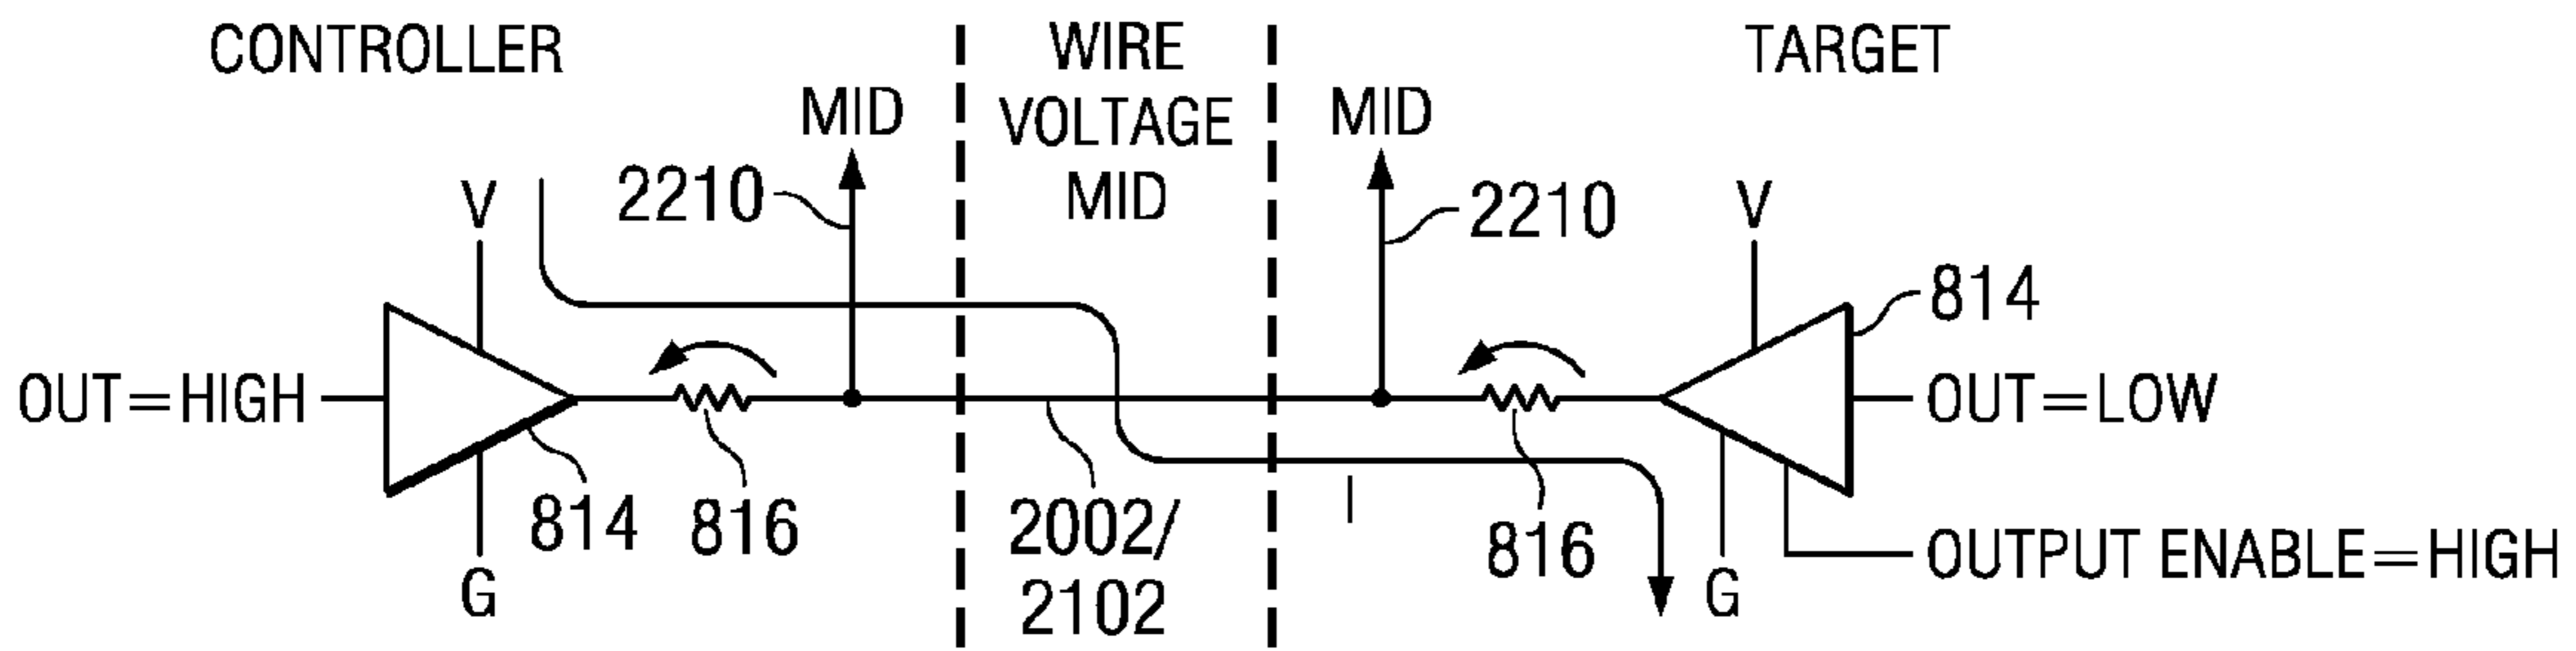 CONTROLLER
WIRE
VOLTAGE
MID
TARGET
MID
MID
V
2210
2210
V
814
OUT=HIGH
OUT=LOW
814
816
2002/
2102
I
816
OUTPUT ENABLE=HIGH
G
G